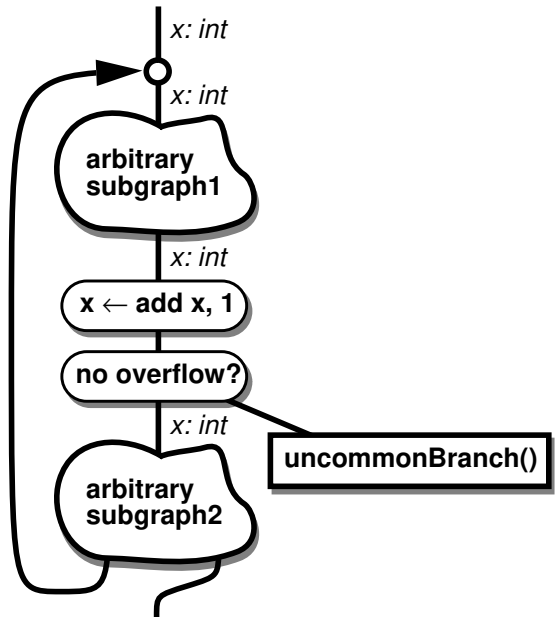 x: int
x: int
arbitrary
subgraph1
x: int
x ← add x, 1
no overflow?
x: int
uncommonBranch()
arbitrary
subgraph2